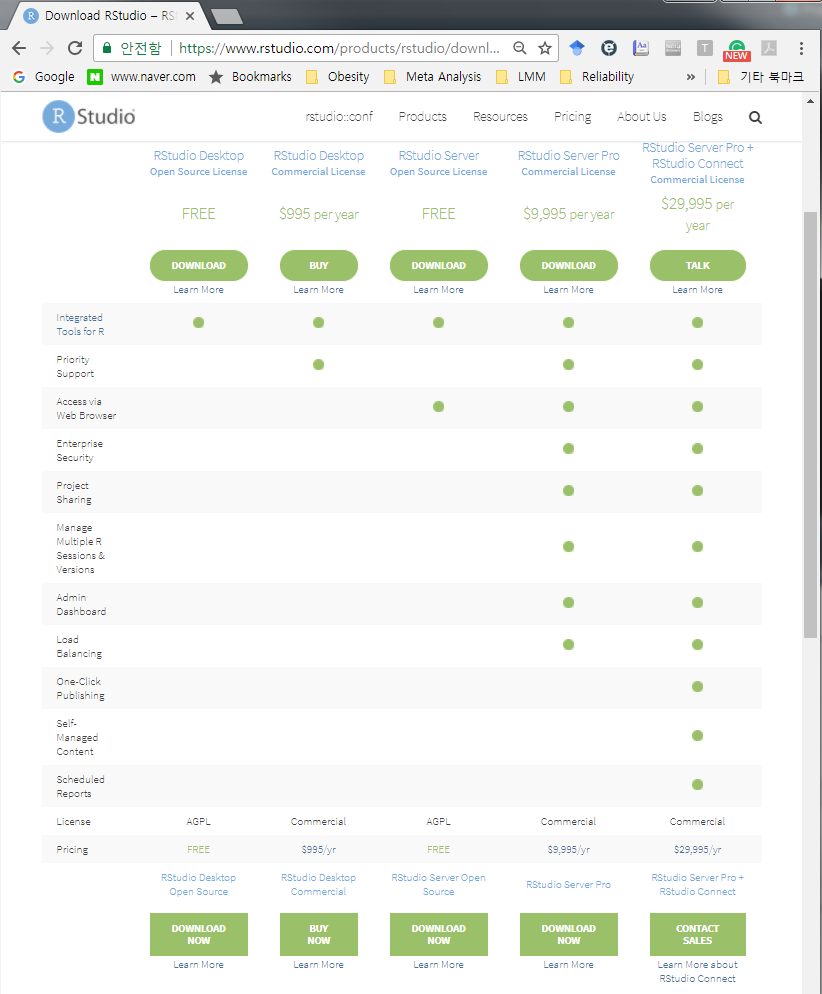 Download RStudio – RS
안전함
https://www.rstudio.com/products/rstudio/downl...
NEW
Google
www.naver.com
Bookmarks
Obesity
Meta Analysis
LMM
Reliability
»
기타 북마크
R Studio
rstudio::conf
Products
Resources
Pricing
About Us
Blogs
RStudio Desktop
Open Source License
RStudio Desktop
Commercial License
RStudio Server
Open Source License
RStudio Server Pro
Commercial License
RStudio Server Pro +
RStudio Connect
Commercial License
FREE
$995 per year
FREE
$9,995 per year
$29,995 per
year
DOWNLOAD
BUY
DOWNLOAD
DOWNLOAD
TALK
Learn More
Learn More
Learn More
Learn More
Learn More
Integrated
Tools for R
Priority
Support
Access via
Web Browser
Enterprise
Security
Project
Sharing
Manage
Multiple R
Sessions &
Versions
Admin
Dashboard
Load
Balancing
One-Click
Publishing
Self-
Managed
Content
Scheduled
Reports
License
AGPL
Commercial
AGPL
Commercial
Commercial
Pricing
FREE
$995/yr
FREE
$9,995/yr
$29,995/yr
RStudio Desktop
Open Source
RStudio Desktop
Commercial
RStudio Server Open
Source
RStudio Server Pro
RStudio Server Pro +
RStudio Connect
DOWNLOAD
NOW
BUY
NOW
DOWNLOAD
NOW
DOWNLOAD
NOW
CONTACT
SALES
Learn More
Learn More
Learn More
Learn More
Learn More about
RStudio Connect